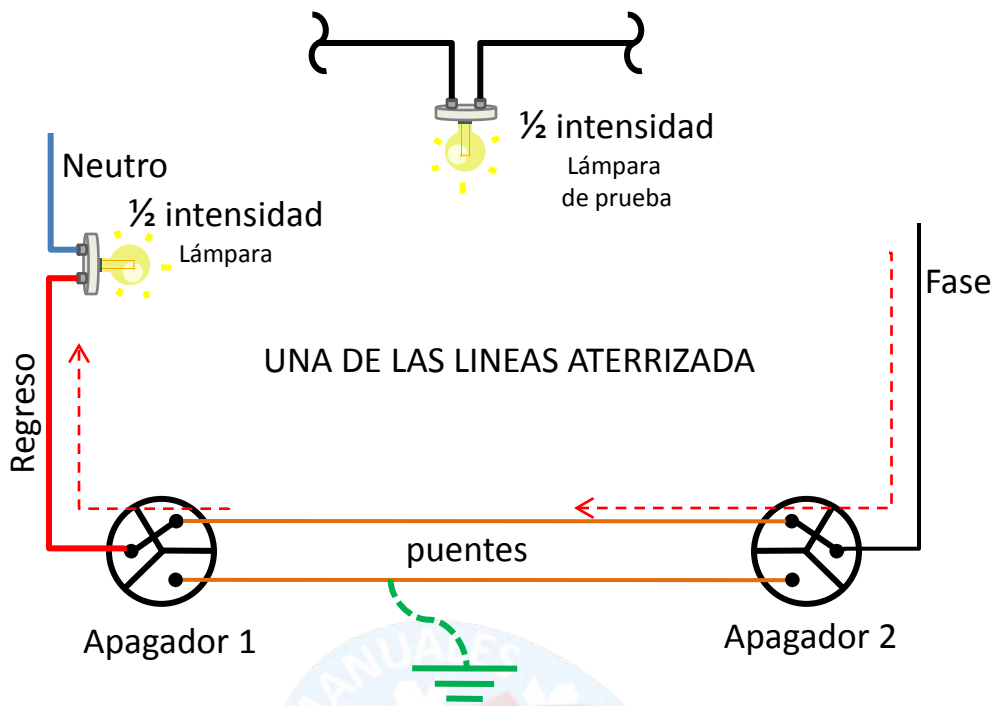 ½ intensidad
Lámpara
de prueba
Neutro
½ intensidad
Lámpara
Fase
UNA DE LAS LINEAS ATERRIZADA
Regreso
puentes
Apagador 1
Apagador 2
MANUALES